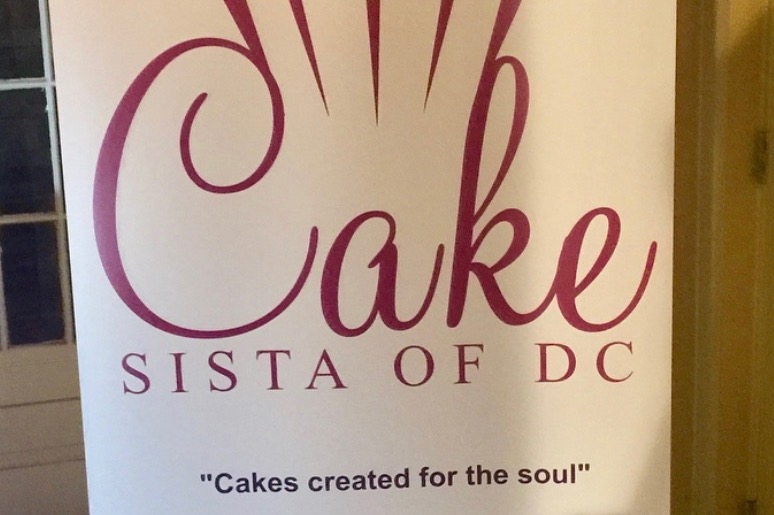 Cake
SISTA OF DC
"Cakes created for the soul"